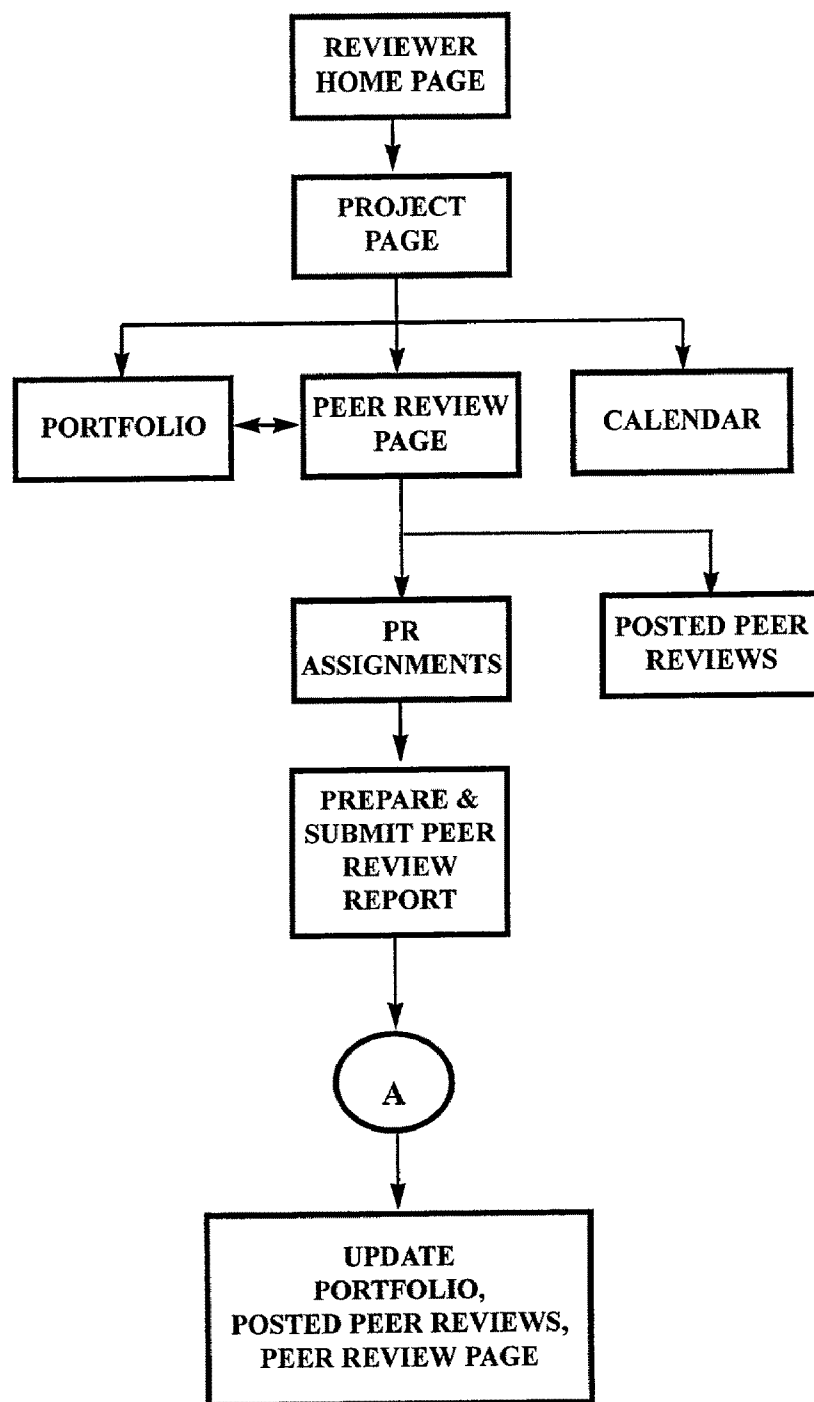 REVIEWER
HOME PAGE
PROJECT
PAGE
PORTFOLIO
PEER REVIEW
PAGE
CALENDAR
PR
ASSIGNMENTS
POSTED PEER
REVIEWS
PREPARE &
SUBMIT PEER
REVIEW
REPORT
A
UPDATE
PORTFOLIO,
POSTED PEER REVIEWS,
PEER REVIEW PAGE